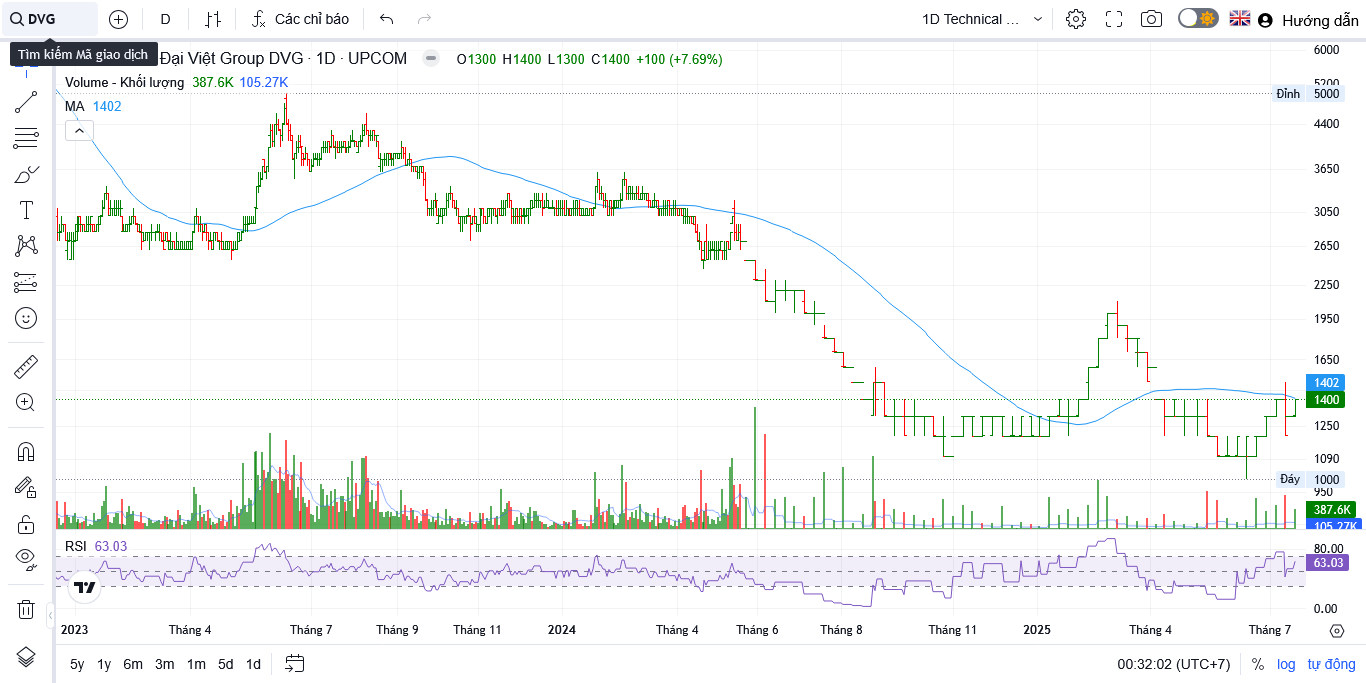 DVG
D
Các chỉ báo
1D Technical ...
Hướng dẫn
Tìm kiếm Mã giao dịch
Đại Việt Group DVG · 1D · UPCOM
O1300 H1400 L1300 C1400 +100 (+7.69%)
Volume - Khối lượng 387.6K 105.27K
MA 1402
6000
5200
Đỉnh 5000
4400
3650
3050
2650
2250
1950
1650
1402
1400
1250
1090
Đáy 1000
950
387.6K
105.27K
RSI 63.03
80.00
63.03
0.00
2023 Tháng 4 Tháng 7 Tháng 9 Tháng 11 2024 Tháng 4 Tháng 6 Tháng 8 Tháng 11 2025 Tháng 4 Tháng 7
5y 1y 6m 3m 1m 5d 1d
00:32:02 (UTC+7) % log tự động